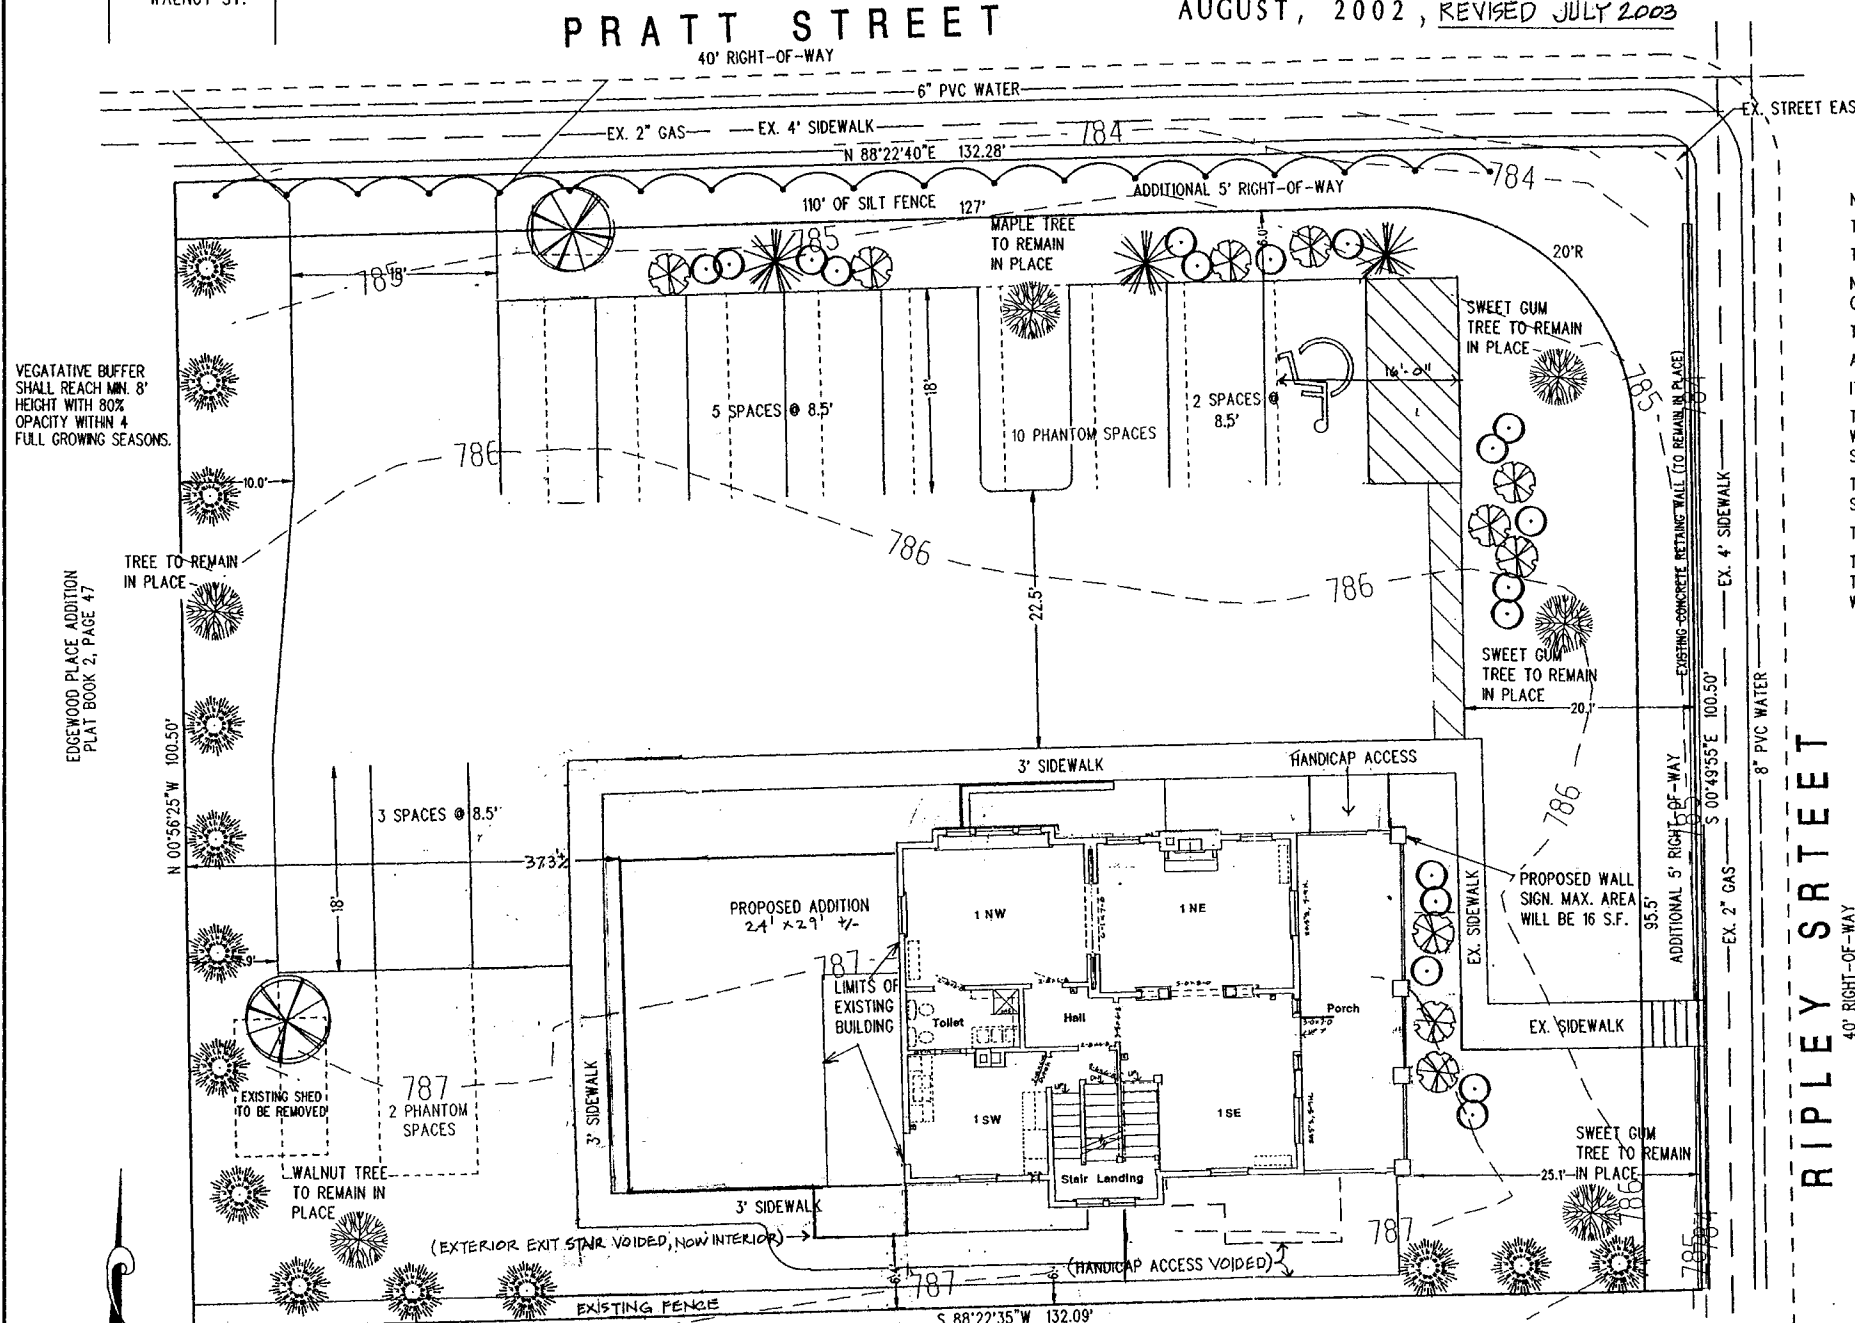 WALNUT ST.
PRATT STREET
AUGUST, 2002, REVISED JULY 2003
40' RIGHT-OF-WAY
6" PVC WATER
EX. STREET EAS
EX. 2" GAS
EX. 4' SIDEWALK
784
N 88°22'40"E 132.28'
784
ADDITIONAL 5' RIGHT-OF-WAY
110' OF SILT FENCE
127'
MAPLE TREE
TO REMAIN
IN PLACE
785
785
18'
6.0'
20'R
SWEET GUM
TREE TO REMAIN
IN PLACE
VEGATATIVE BUFFER
SHALL REACH MIN. 8'
HEIGHT WITH 80%
OPACITY WITHIN 4
FULL GROWING SEASONS.
5 SPACES @ 8.5'
18'
10 PHANTOM SPACES
2 SPACES @
8.5'
16'-0"
785
784
EXISTING CONCRETE RETAING WALL (TO REMAIN IN PLACE)
EX. 4' SIDEWALK
786
10.0'
786
786
TREE TO REMAIN
IN PLACE
EDGEWOOD PLACE ADDITION
PLAT BOOK 2, PAGE 47
22.5'
SWEET GUM
TREE TO REMAIN
IN PLACE
20.1'
N 00°56'25"W 100.50'
S 00°49'55"E 100.50'
8" PVC WATER
RIPLEY SRTEET
40' RIGHT-OF-WAY
3' SIDEWALK
HANDICAP ACCESS
786
785
ADDITIONAL 5' RIGHT-OF-WAY
3 SPACES @ 8.5'
37.3'±
18'
PROPOSED ADDITION
24' x 29' +/-
1 NW
1 NE
EX. SIDEWALK
PROPOSED WALL
SIGN. MAX. AREA
WILL BE 16 S.F.
95.5'
EX. 2" GAS
9'
787
LIMITS OF
EXISTING
BUILDING
Toilet
Hall
Porch
EX. SIDEWALK
EXISTING SHED
TO BE REMOVED
787
2 PHANTOM
SPACES
3' SIDEWALK
1 SW
1 SE
Stair Landing
WALNUT TREE
TO REMAIN IN
PLACE
SWEET GUM
TREE TO REMAIN
IN PLACE
25.1'
786
3' SIDEWALK
(EXTERIOR EXIT STAIR VOIDED, NOW INTERIOR)
787
(HANDICAP ACCESS VOIDED)
785
784
787
6'
EXISTING FENCE
S 88°22'35"W 132.09'